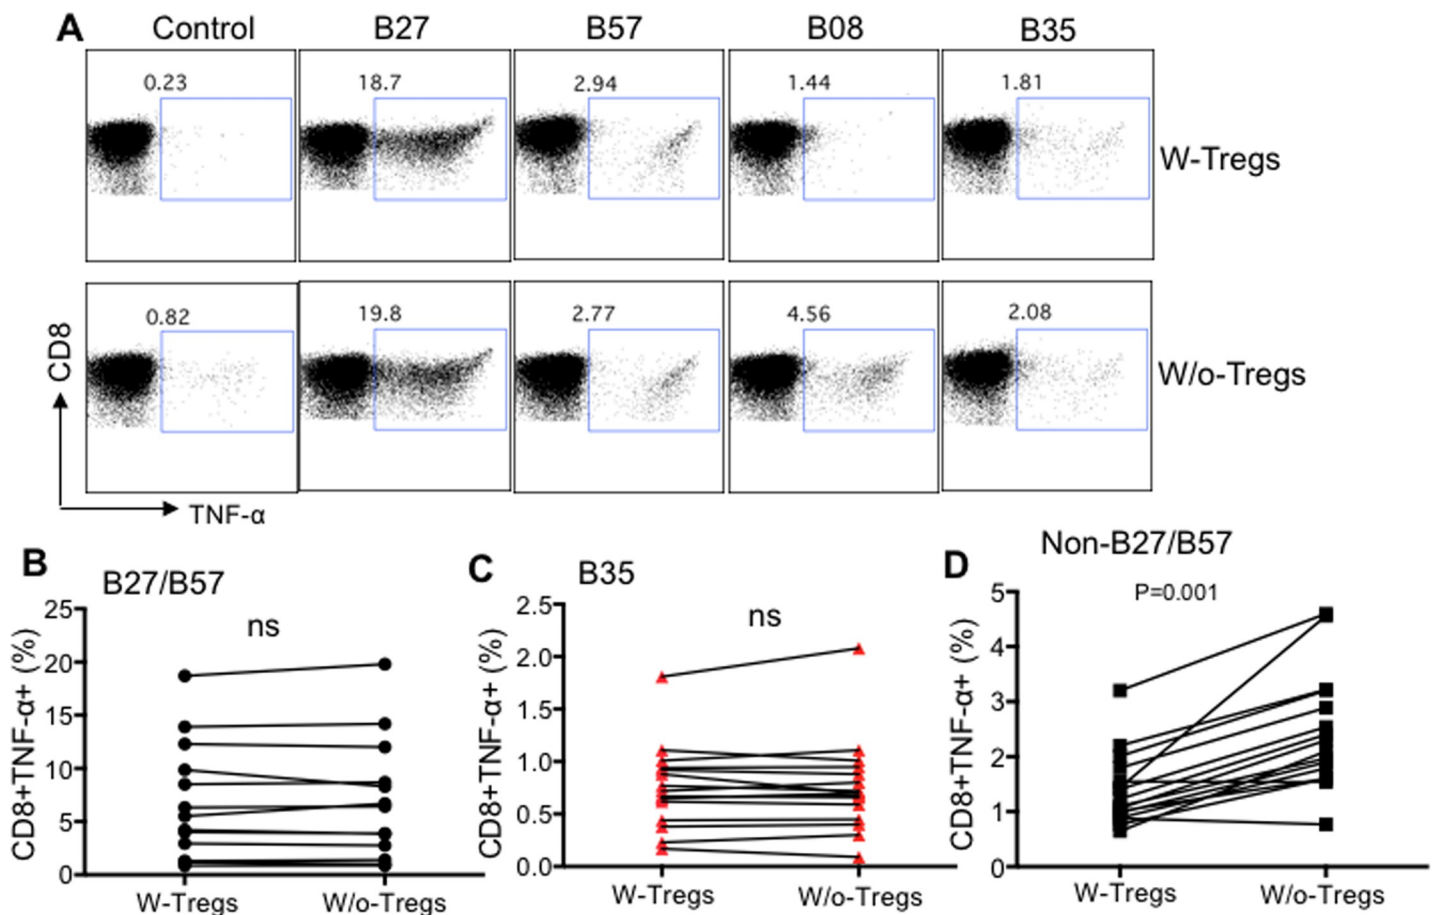 A
Control B27 B57 B08 B35
0.23 18.7 2.94 1.44 1.81
W-Tregs
0.82 19.8 2.77 4.56 2.08
W/o-Tregs
CD8
TNF-α
B
B27/B57
ns
CD8+TNF-α+ (%)
25
20
15
10
5
0
W-Tregs W/o-Tregs
C
B35
ns
CD8+TNF-α+ (%)
2.5
2.0
1.5
1.0
0.5
0.0
W-Tregs W/o-Tregs
D
Non-B27/B57
P=0.001
CD8+TNF-α+ (%)
5
4
3
2
1
0
W-Tregs W/o-Tregs